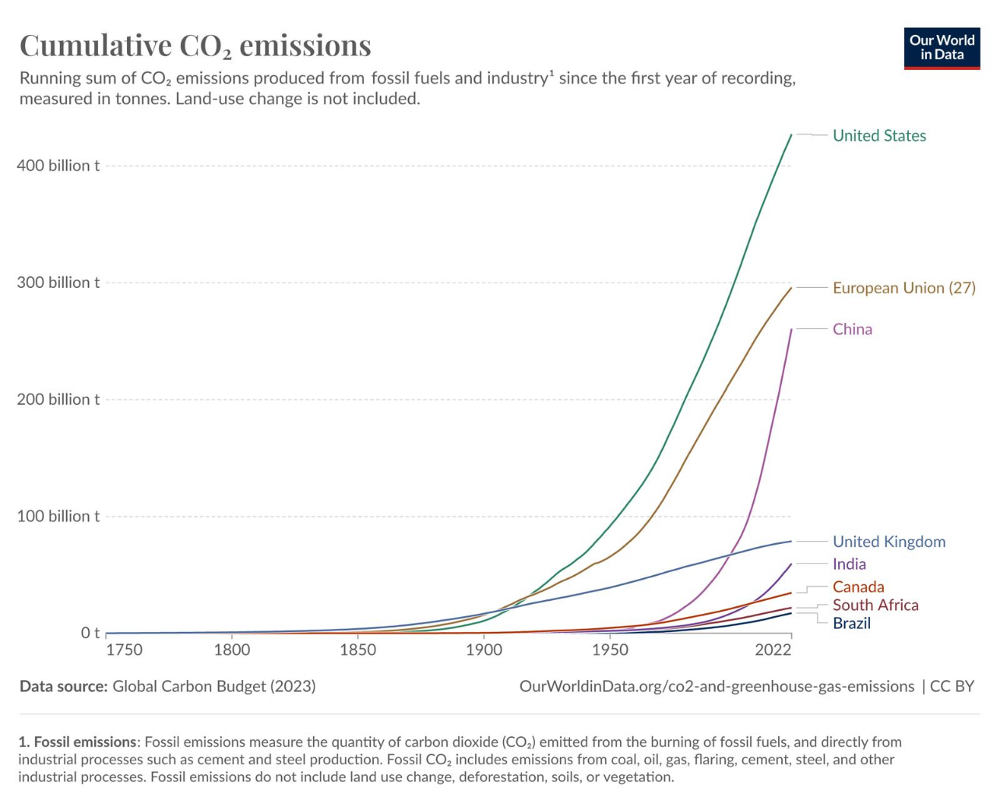 Cumulative CO₂ emissions
Our World
in Data
Running sum of CO₂ emissions produced from fossil fuels and industry¹ since the first year of recording,
measured in tonnes. Land-use change is not included.
United States
400 billion t
300 billion t
European Union (27)
China
200 billion t
100 billion t
United Kingdom
India
Canada
South Africa
Brazil
0 t
1750 1800 1850 1900 1950 2022
Data source: Global Carbon Budget (2023)
OurWorldinData.org/co2-and-greenhouse-gas-emissions | CC BY
1. Fossil emissions: Fossil emissions measure the quantity of carbon dioxide (CO₂) emitted from the burning of fossil fuels, and directly from
industrial processes such as cement and steel production. Fossil CO₂ includes emissions from coal, oil, gas, flaring, cement, steel, and other
industrial processes. Fossil emissions do not include land use change, deforestation, soils, or vegetation.